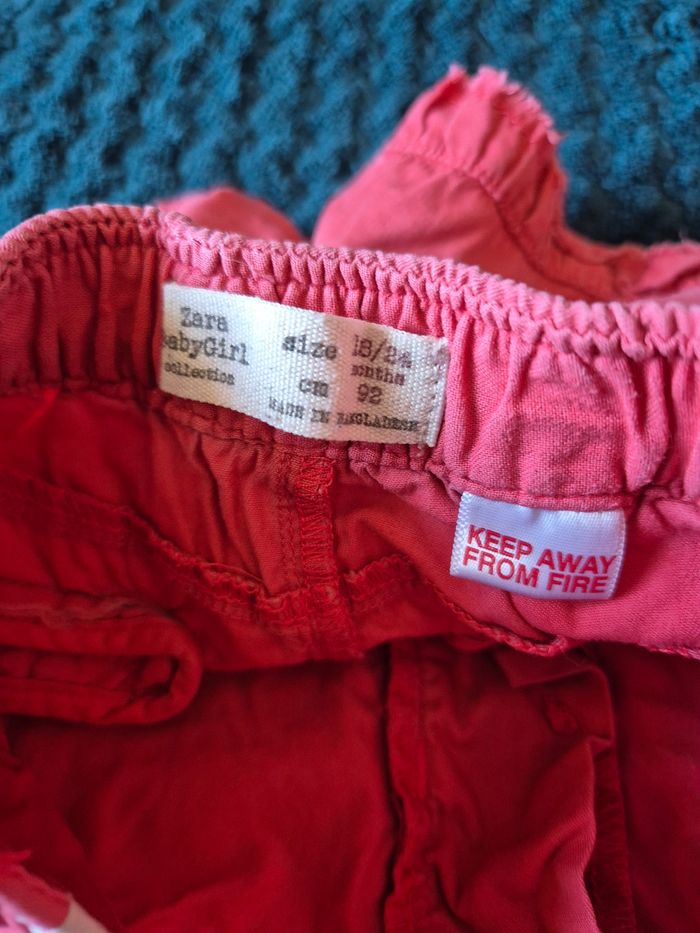 Zara
BabyGirl
collection
size
cm
18/24
months
92
MADE IN BANGLADESH
KEEP AWAY
FROM FIRE